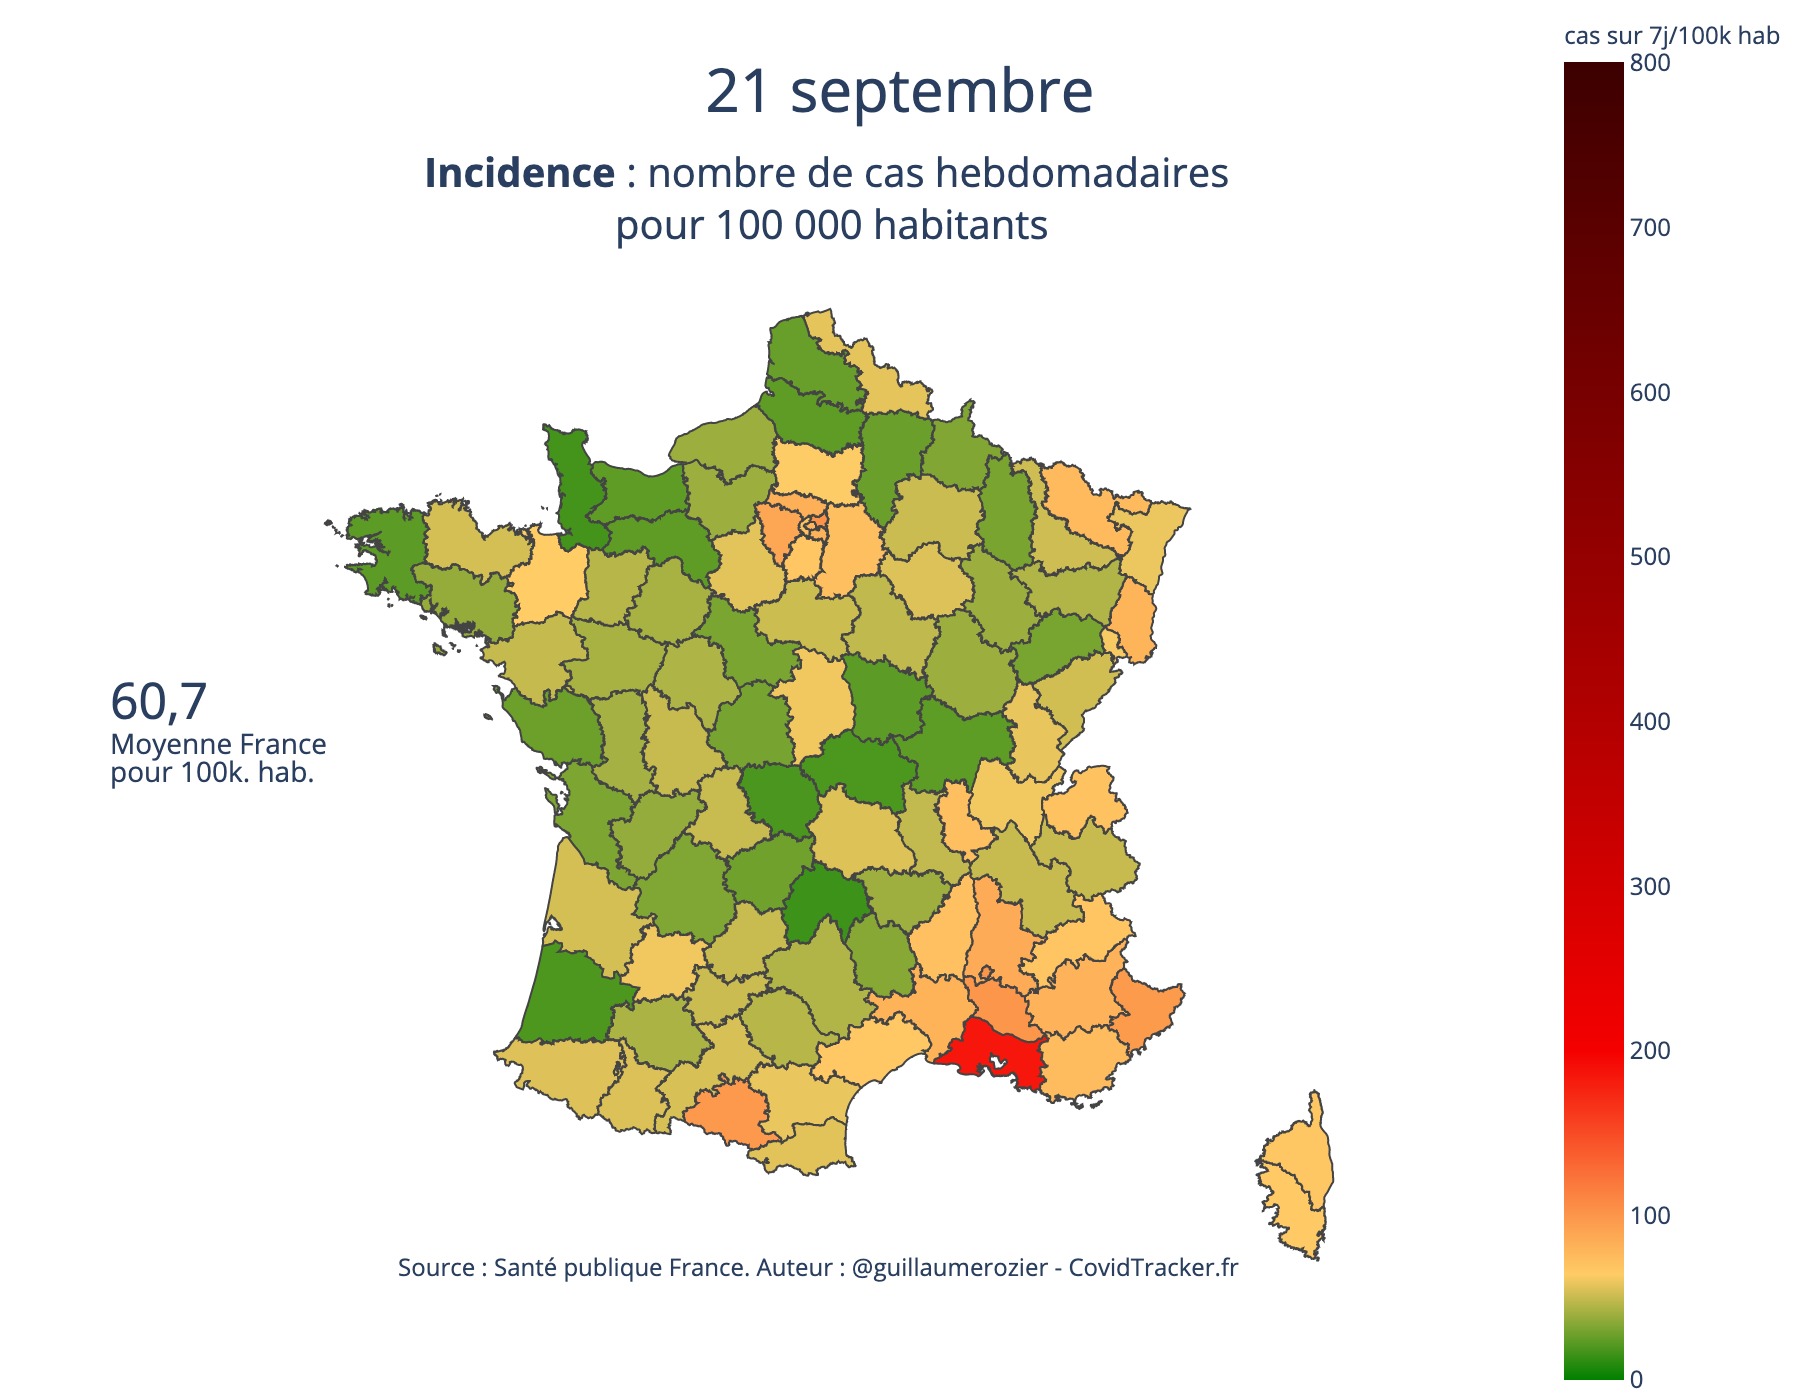 cas sur 7j/100k hab
21 septembre
Incidence : nombre de cas hebdomadaires
pour 100 000 habitants
800
700
600
500
400
300
200
100
0
60,7
Moyenne France
pour 100k. hab.
Source : Santé publique France. Auteur : @guillaumerozier - CovidTracker.fr